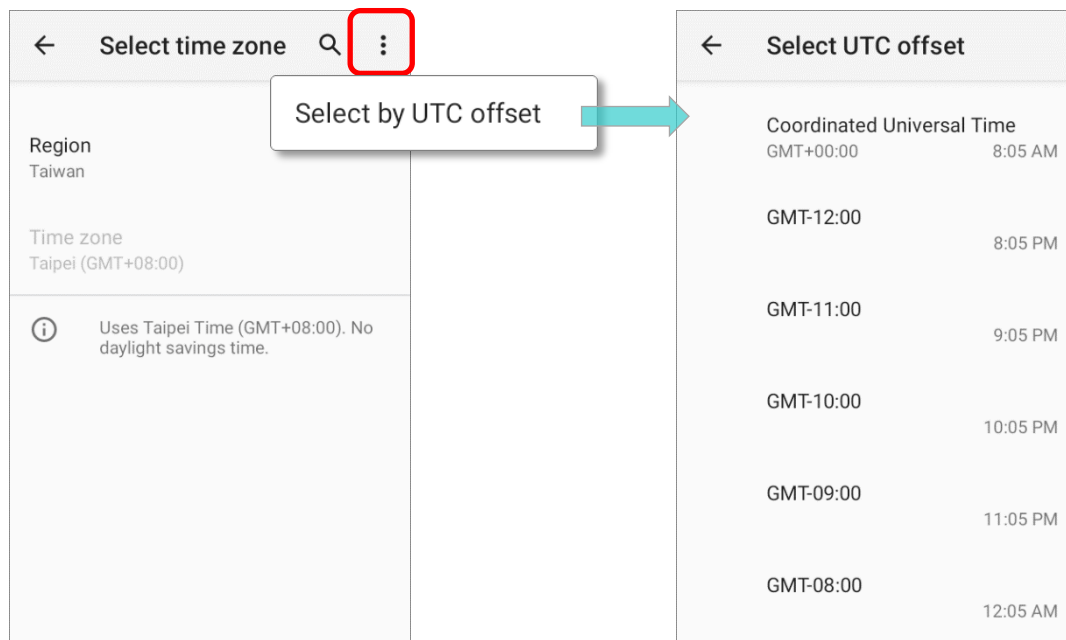 Select time zone
Select by UTC offset
Region
Taiwan
Time zone
Taipei (GMT+08:00)
Uses Taipei Time (GMT+08:00). No
daylight savings time.
Select UTC offset
Coordinated Universal Time
GMT+00:00 8:05 AM
GMT-12:00
8:05 PM
GMT-11:00
9:05 PM
GMT-10:00
10:05 PM
GMT-09:00
11:05 PM
GMT-08:00
12:05 AM